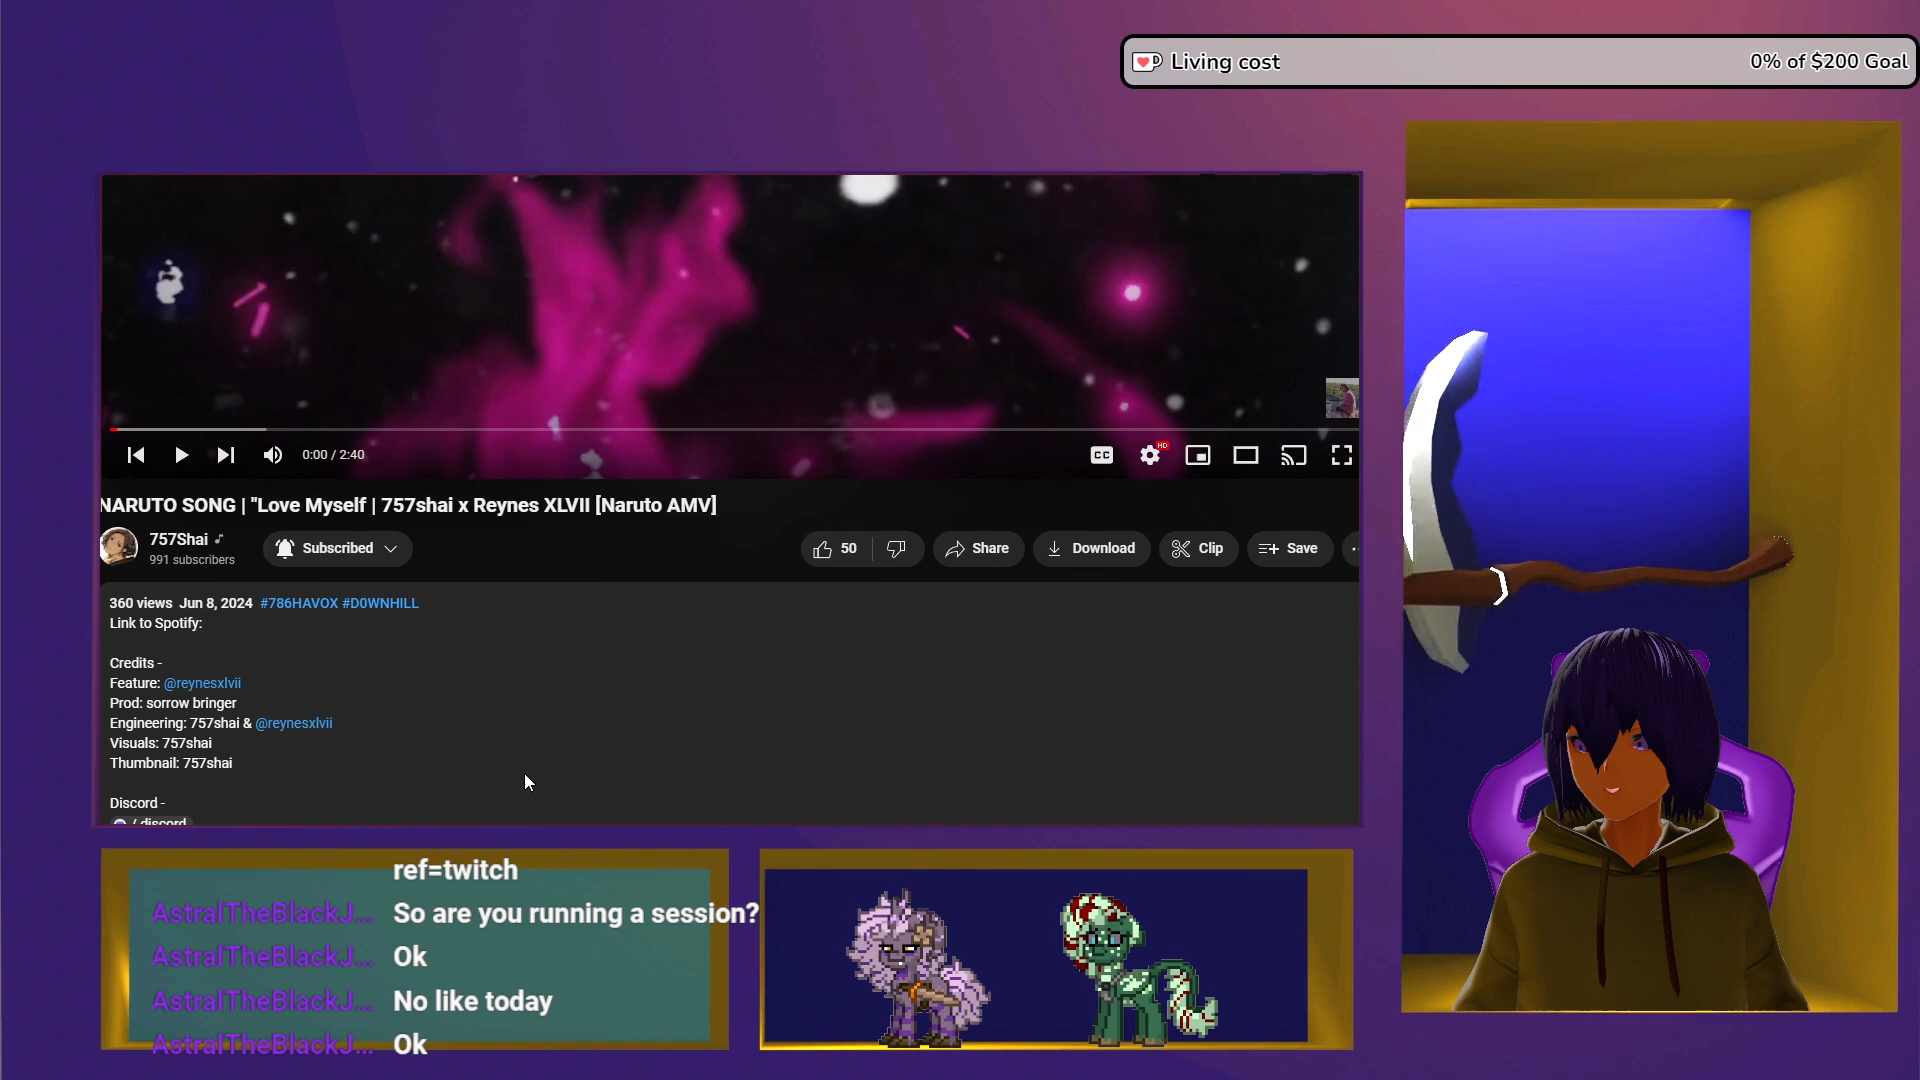 Living cost
0% of $200 Goal
CC
HD
0:00 / 2:40
NARUTO SONG | "Love Myself | 757shai x Reynes XLVII [Naruto AMV]
757Shai
991 subscribers
Subscribed
50
Share
Download
Clip
Save
360 views Jun 8, 2024 #786HAVOX #D0WNHILL
Link to Spotify:
Credits -
Feature: @reynesxlvii
Prod: sorrow bringer
Engineering: 757shai & @reynesxlvii
Visuals: 757shai
Thumbnail: 757shai
Discord -
/ discord
ref=twitch
AstralTheBlackJ... So are you running a session?
AstralTheBlackJ... Ok
AstralTheBlackJ... No like today
AstralTheBlackJ... Ok